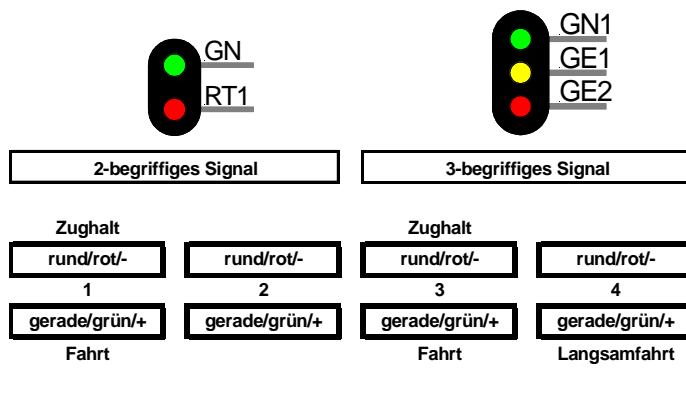 GN
RT1
GN1
GE1
GE2
2-begriffiges Signal
3-begriffiges Signal
Zughalt
Zughalt
rund/rot/-
rund/rot/-
rund/rot/-
rund/rot/-
1
2
3
4
gerade/grün/+
gerade/grün/+
gerade/grün/+
gerade/grün/+
Fahrt
Fahrt
Langsamfahrt